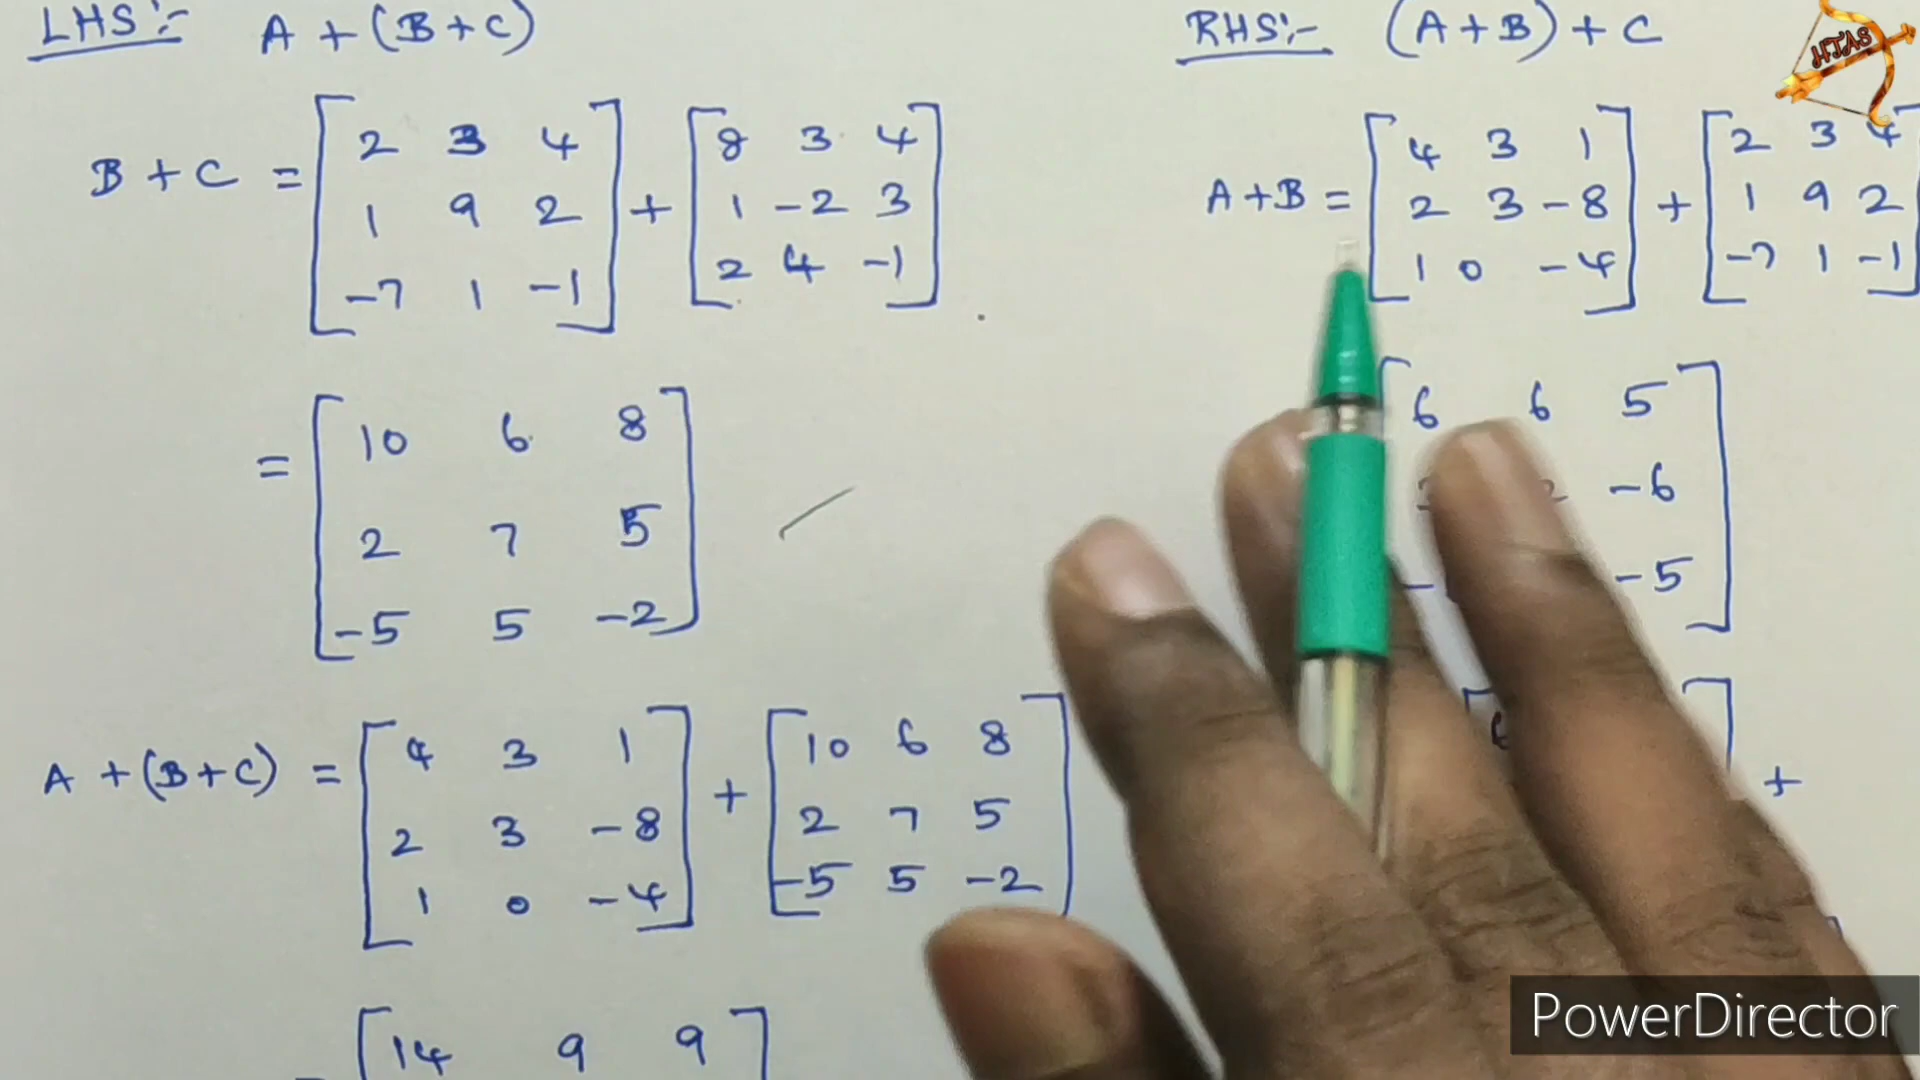 LHS:- A + (B + C)
B + C = [ 2 3 4 ] + [ 8 3 4 ]
1 9 2 1 -2 3
-7 1 -1 2 4 -1
= [ 10 6 8 ]
2 7 5
-5 5 -2
A + (B + C) = [ 4 3 1 ] + [ 10 6 8 ]
2 3 -8 2 7 5
1 0 -4 -5 5 -2
[ 14 9 9 ]
RHS:- (A + B) + C
A + B = [ 4 3 1 ] + [ 2 3 4 ]
2 3 -8 1 9 2
1 0 -4 -7 1 -1
[ 6 6 5 ]
-6
-5
+
HTAS
PowerDirector